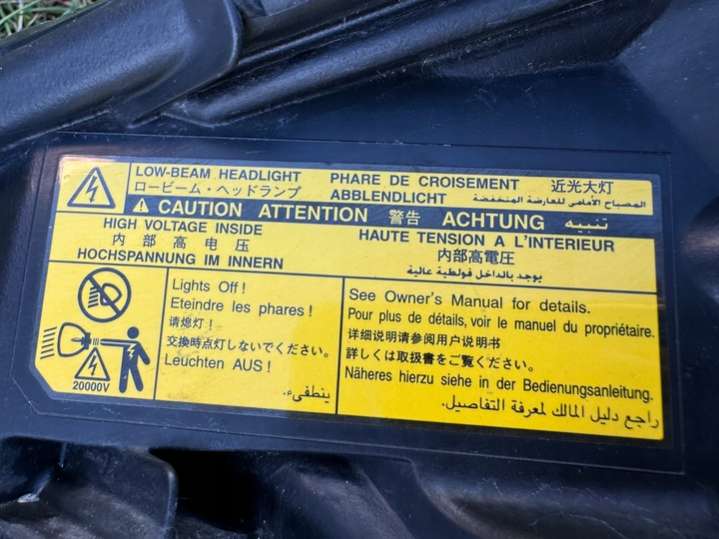 LOW-BEAM HEADLIGHT PHARE DE CROISEMENT 近光大灯
ロービーム・ヘッドランプ ABBLENDLICHT المصباح الأمامى للعارضة المنخفضة
CAUTION ATTENTION 警告 ACHTUNG تنبيه
HIGH VOLTAGE INSIDE
内部高电压
HOCHSPANNUNG IM INNERN
HAUTE TENSION A L'INTERIEUR
内部高電圧
يوجد بالداخل فولطية عالية
20000V
Lights Off !
Eteindre les phares !
请熄灯!
交換時点灯しないでください。
Leuchten AUS !
ينطفىء.
See Owner's Manual for details.
Pour plus de détails, voir le manuel du propriétaire.
详细说明请参阅用户说明书
詳しくは取扱書をご覧ください。
Näheres hierzu siehe in der Bedienungsanleitung.
راجع دليل المالك لمعرفة التفاصيل.